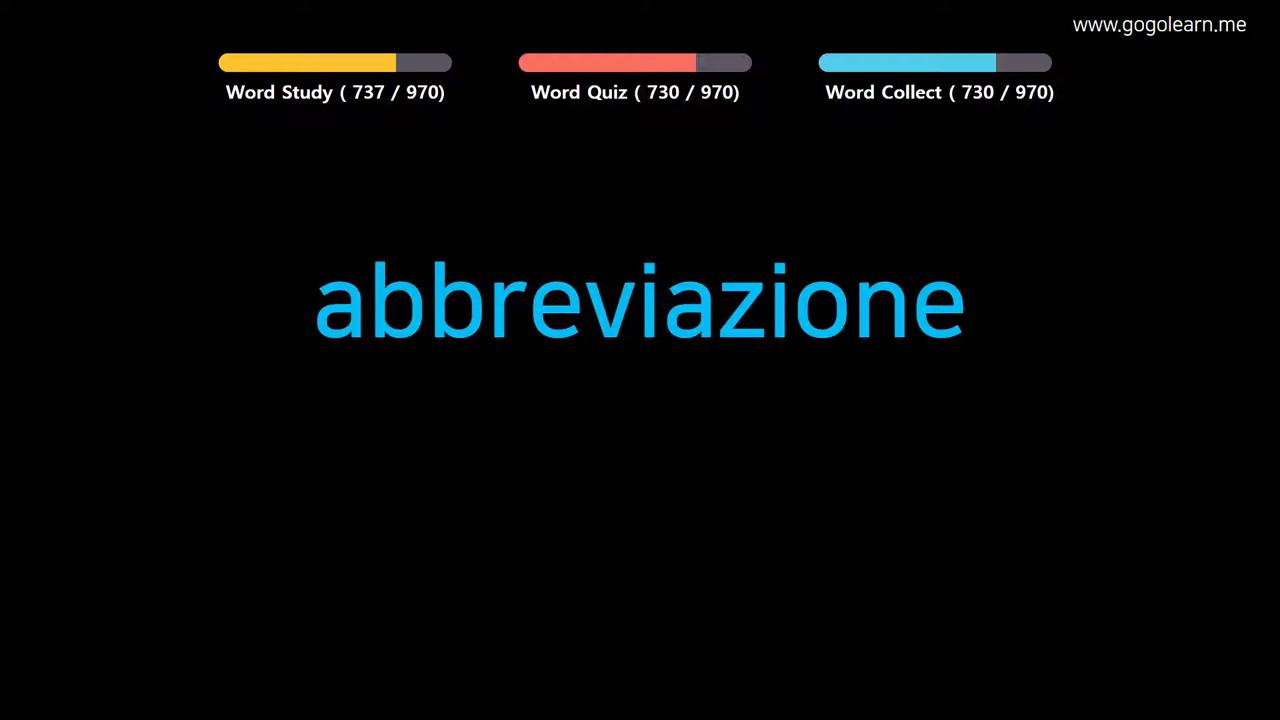 www.gogolearn.me
Word Study ( 737 / 970)
Word Quiz ( 730 / 970)
Word Collect ( 730 / 970)
abbreviazione